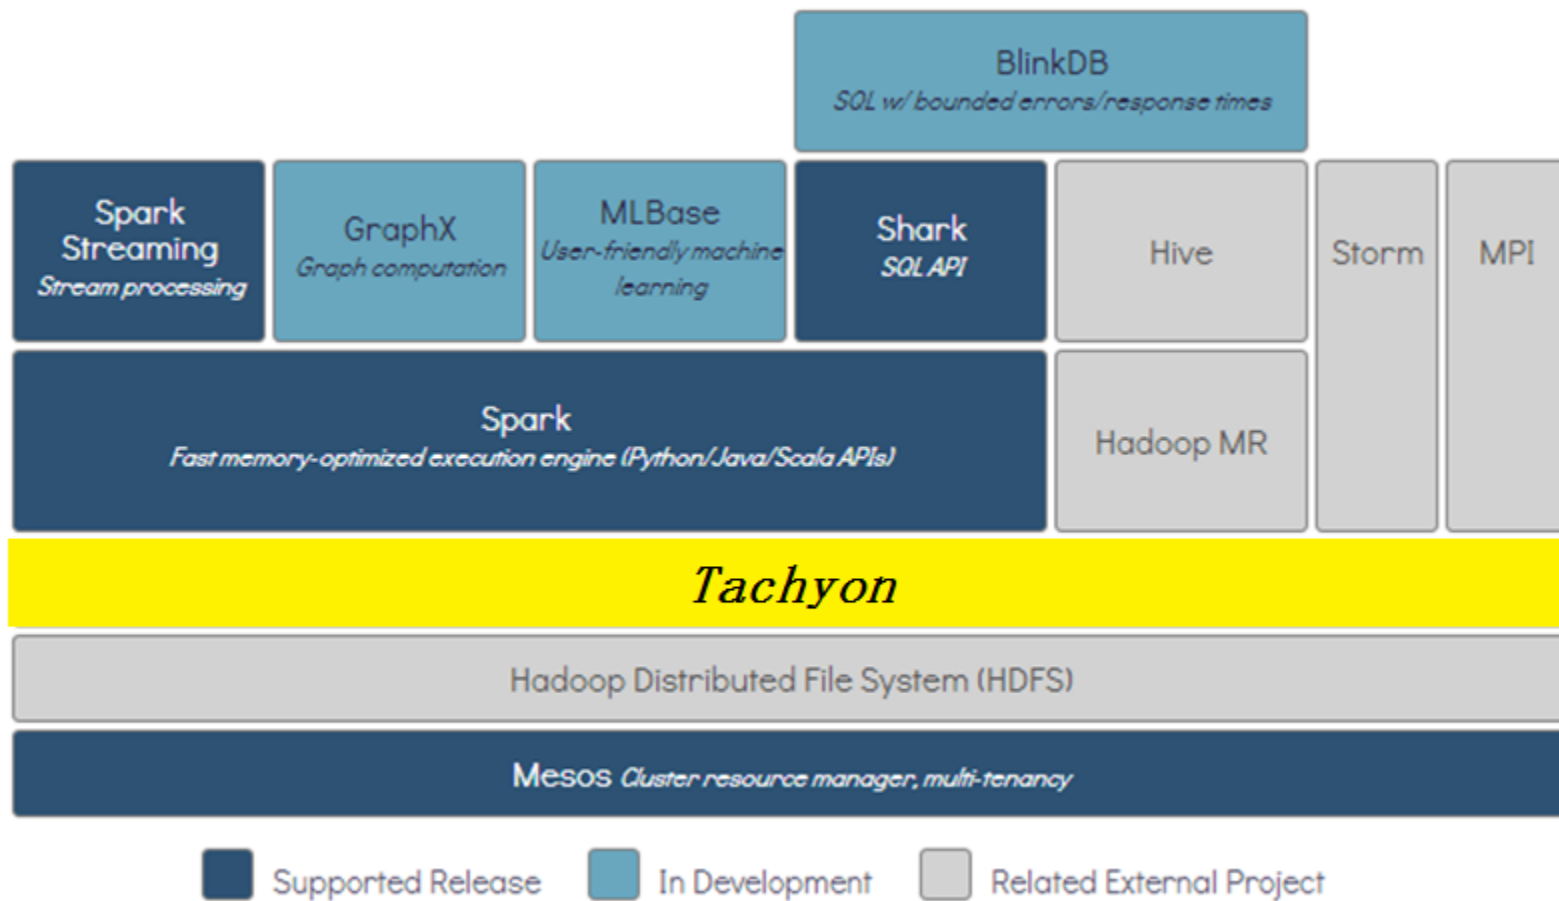 BlinkDB
SQL w/ bounded errors/response times
Spark
Streaming
Stream processing
GraphX
Graph computation
MLBase
User-friendly machine
learning
Shark
SQL API
Hive
Storm
MPI
Spark
Fast memory-optimized execution engine (Python/Java/Scala APIs)
Hadoop MR
Tachyon
Hadoop Distributed File System (HDFS)
Mesos Cluster resource manager, multi-tenancy
Supported Release
In Development
Related External Project